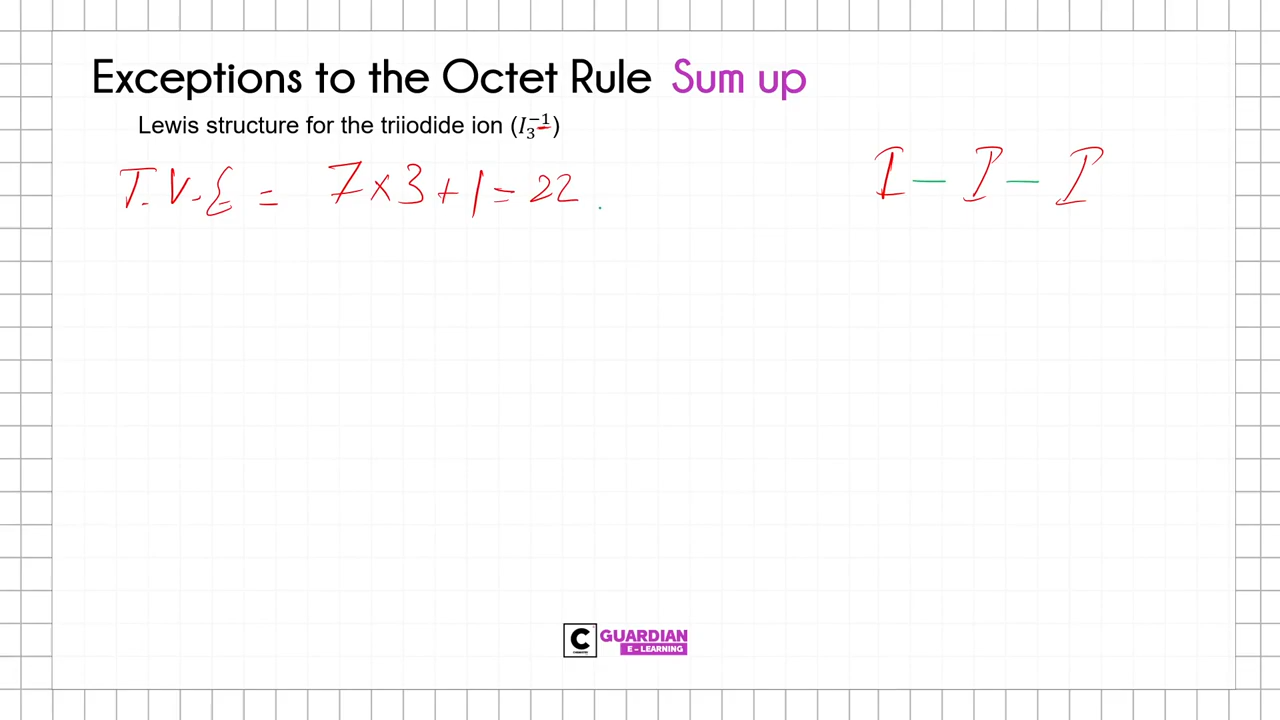 Exceptions to the Octet Rule Sum up
Lewis structure for the triiodide ion (I₃⁻¹)
T.V.E = 7×3+1=22
I – I – I
C GUARDIAN
E - LEARNING